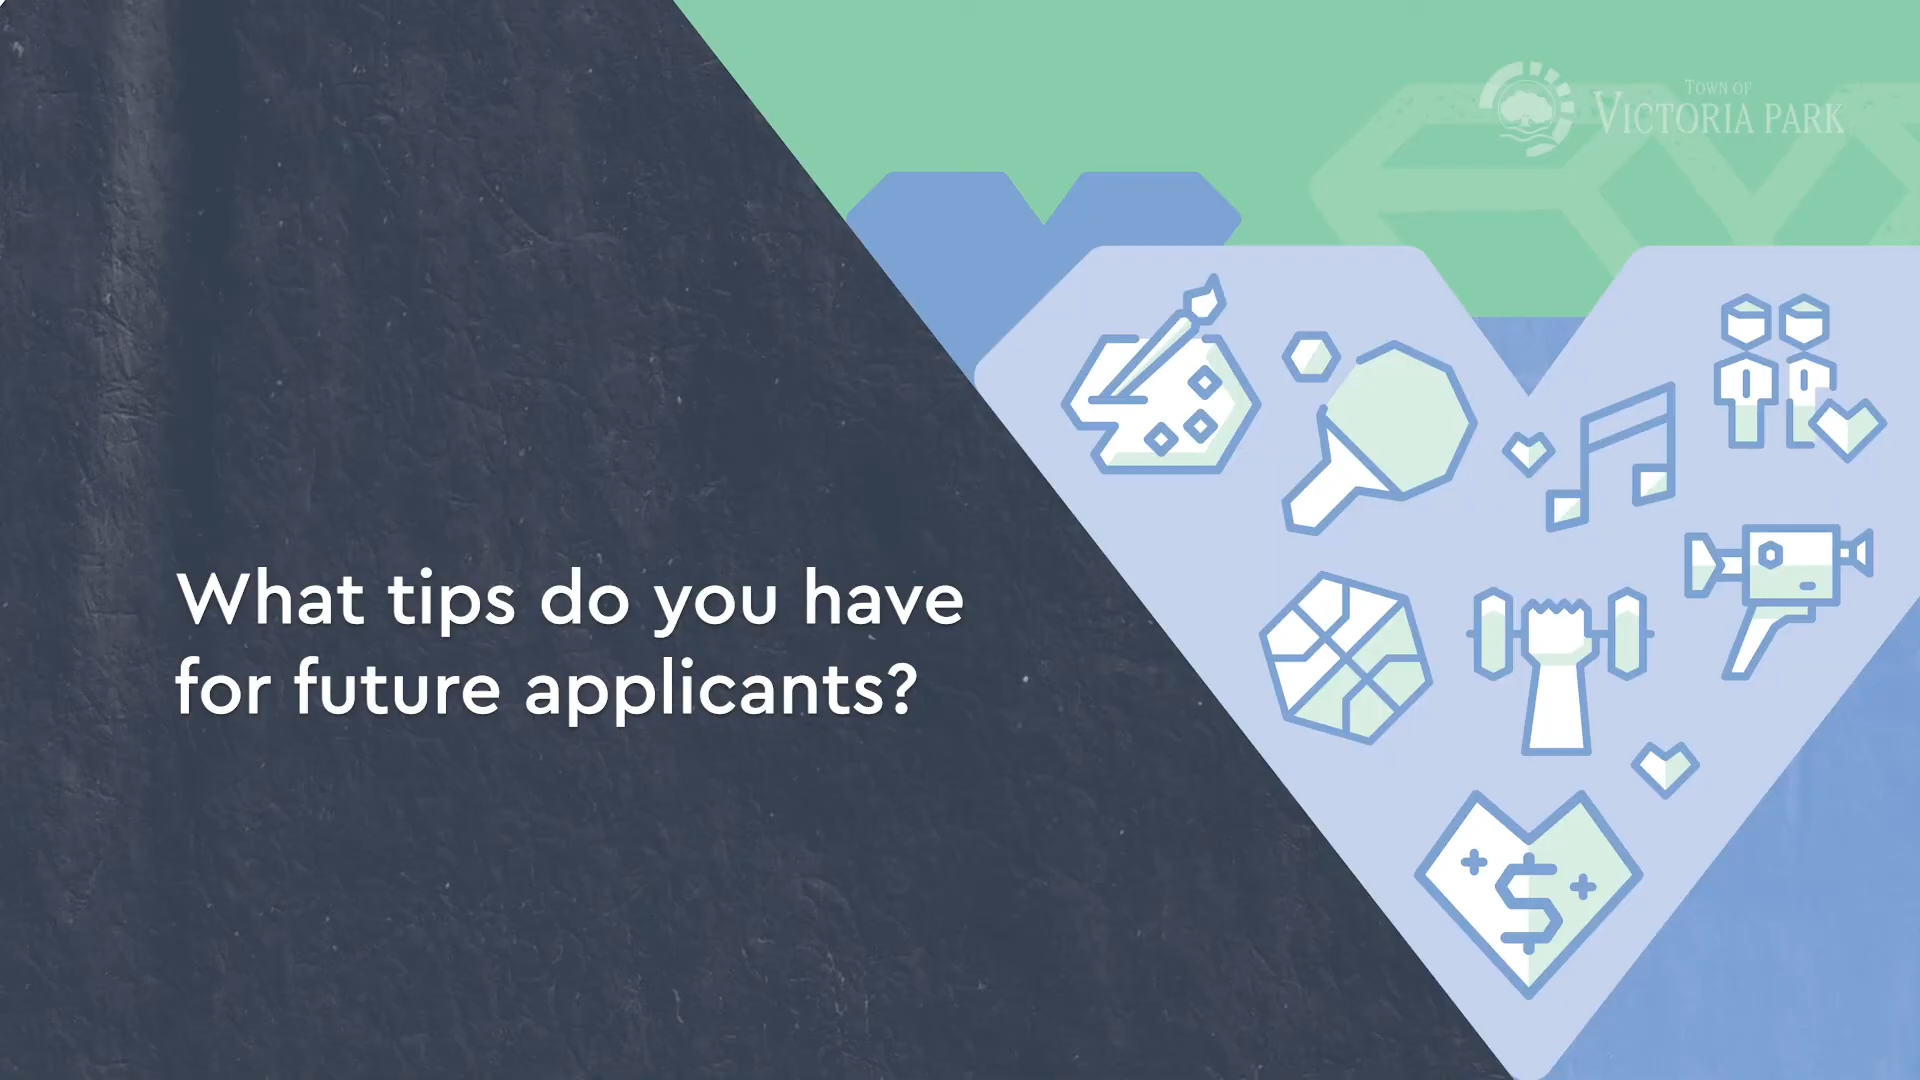 TOWN OF
VICTORIA PARK
What tips do you have
for future applicants?
$